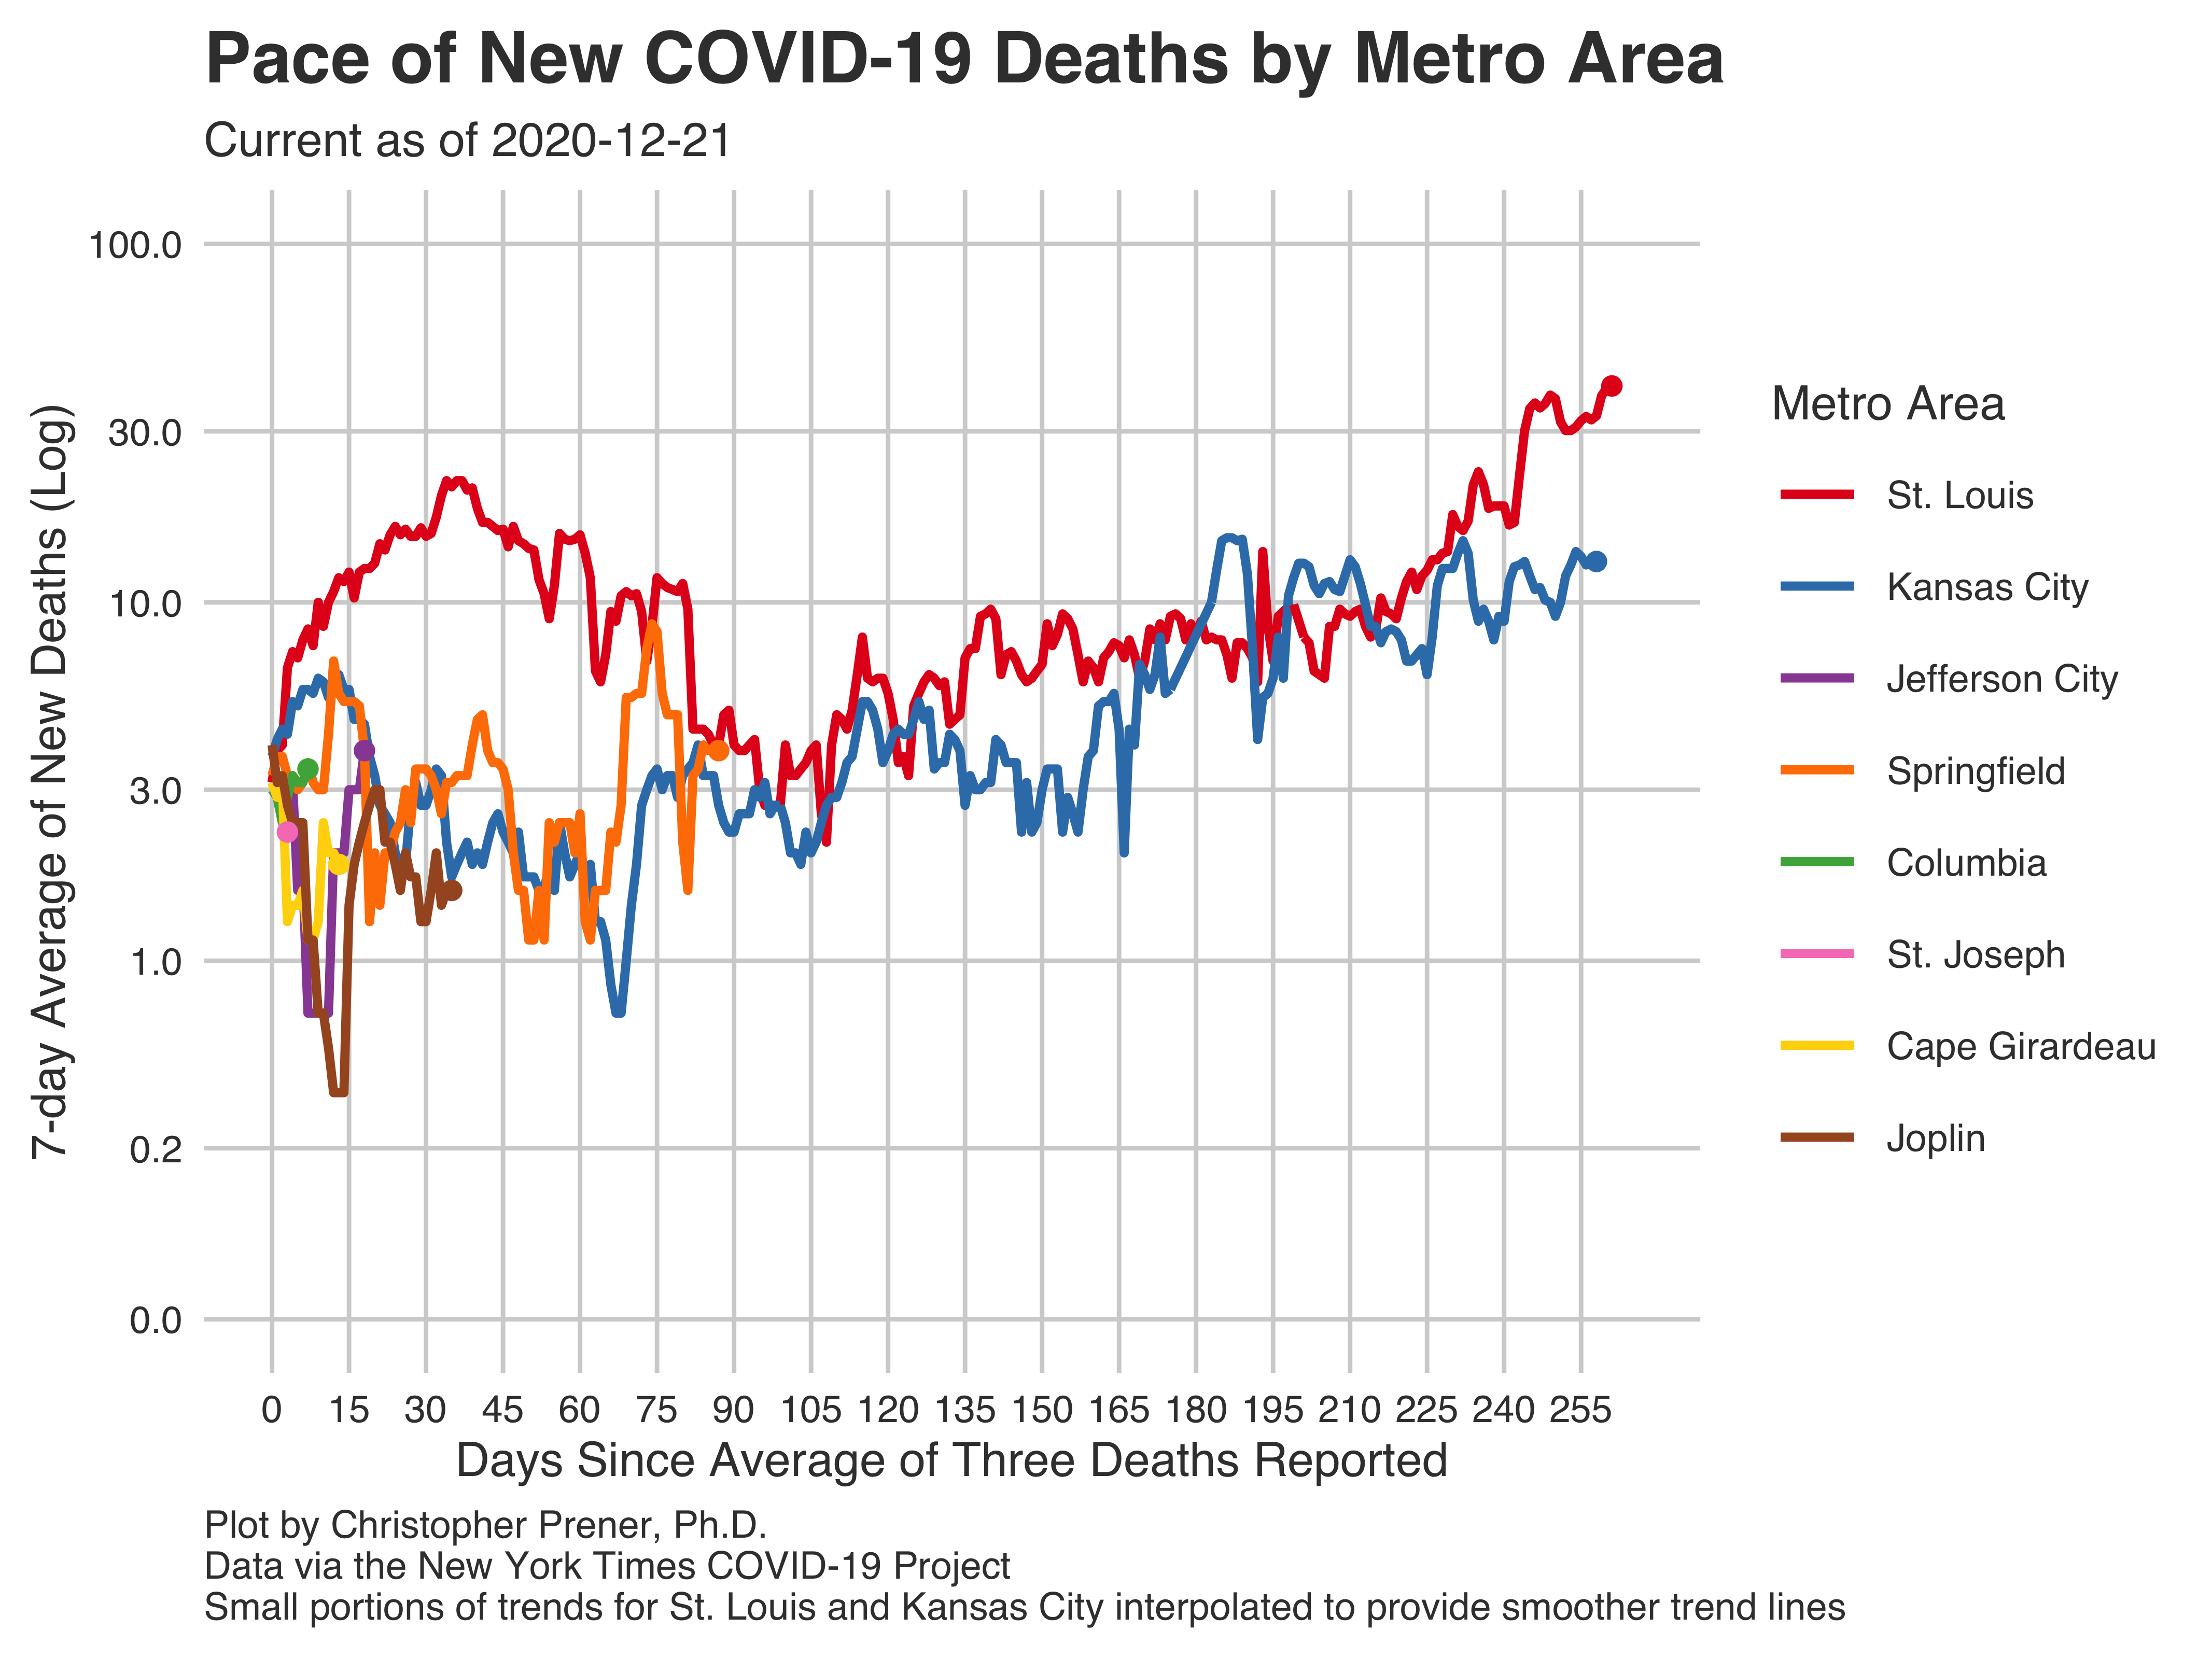 Pace of New COVID-19 Deaths by Metro Area
Current as of 2020-12-21
7-day Average of New Deaths (Log)
100.0
30.0
10.0
3.0
1.0
0.2
0.0
0 15 30 45 60 75 90 105 120 135 150 165 180 195 210 225 240 255
Days Since Average of Three Deaths Reported
Metro Area
St. Louis
Kansas City
Jefferson City
Springfield
Columbia
St. Joseph
Cape Girardeau
Joplin
Plot by Christopher Prener, Ph.D.
Data via the New York Times COVID-19 Project
Small portions of trends for St. Louis and Kansas City interpolated to provide smoother trend lines